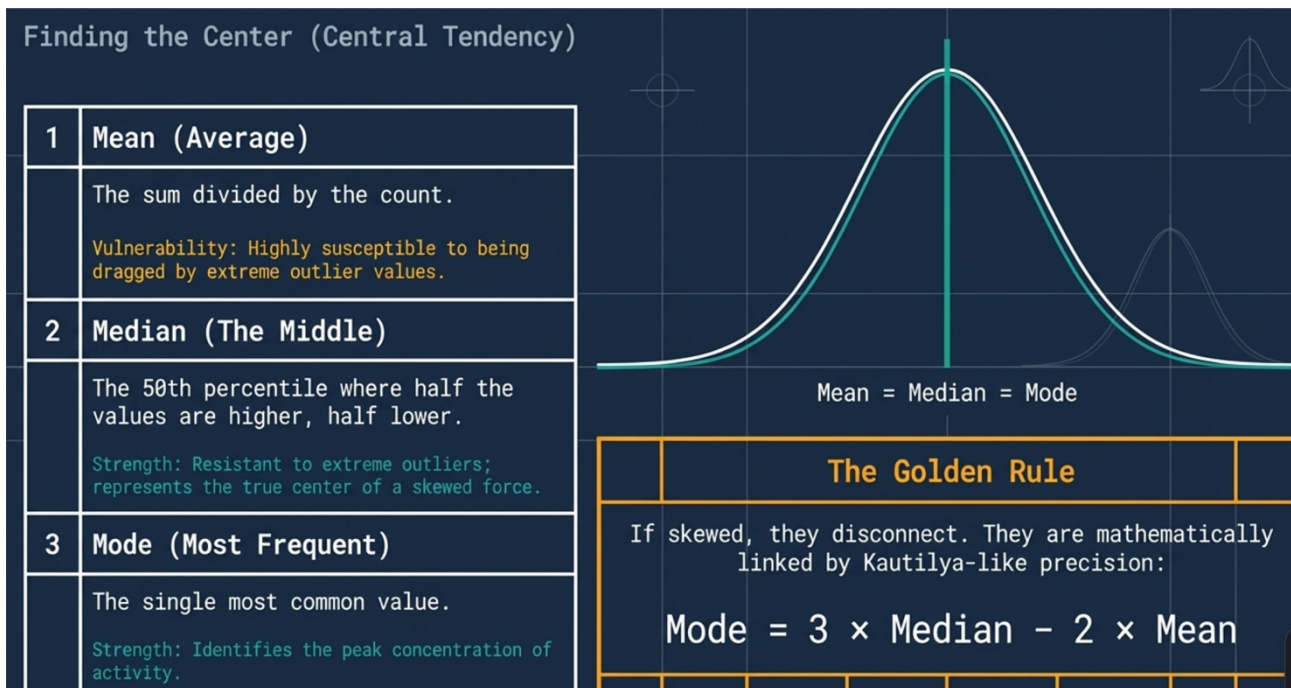 Finding the Center (Central Tendency)
1 Mean (Average)
The sum divided by the count.
Vulnerability: Highly susceptible to being
dragged by extreme outlier values.
2 Median (The Middle)
The 50th percentile where half the
values are higher, half lower.
Strength: Resistant to extreme outliers;
represents the true center of a skewed force.
3 Mode (Most Frequent)
The single most common value.
Strength: Identifies the peak concentration of
activity.
Mean = Median = Mode
The Golden Rule
If skewed, they disconnect. They are mathematically
linked by Kautilya-like precision:
Mode = 3 × Median − 2 × Mean